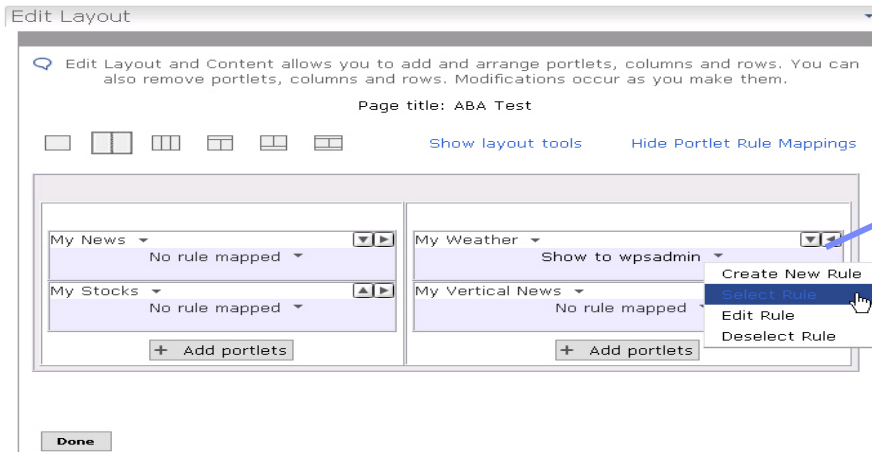 Edit Layout
Edit Layout and Content allows you to add and arrange portlets, columns and rows. You can
also remove portlets, columns and rows. Modifications occur as you make them.
Page title: ABA Test
Show layout tools Hide Portlet Rule Mappings
My News My Weather
No rule mapped Show to wpsadmin
Create New Rule
My Stocks My Vertical News Select Rule
No rule mapped No rule mapped Edit Rule
Deselect Rule
+ Add portlets + Add portlets
Done